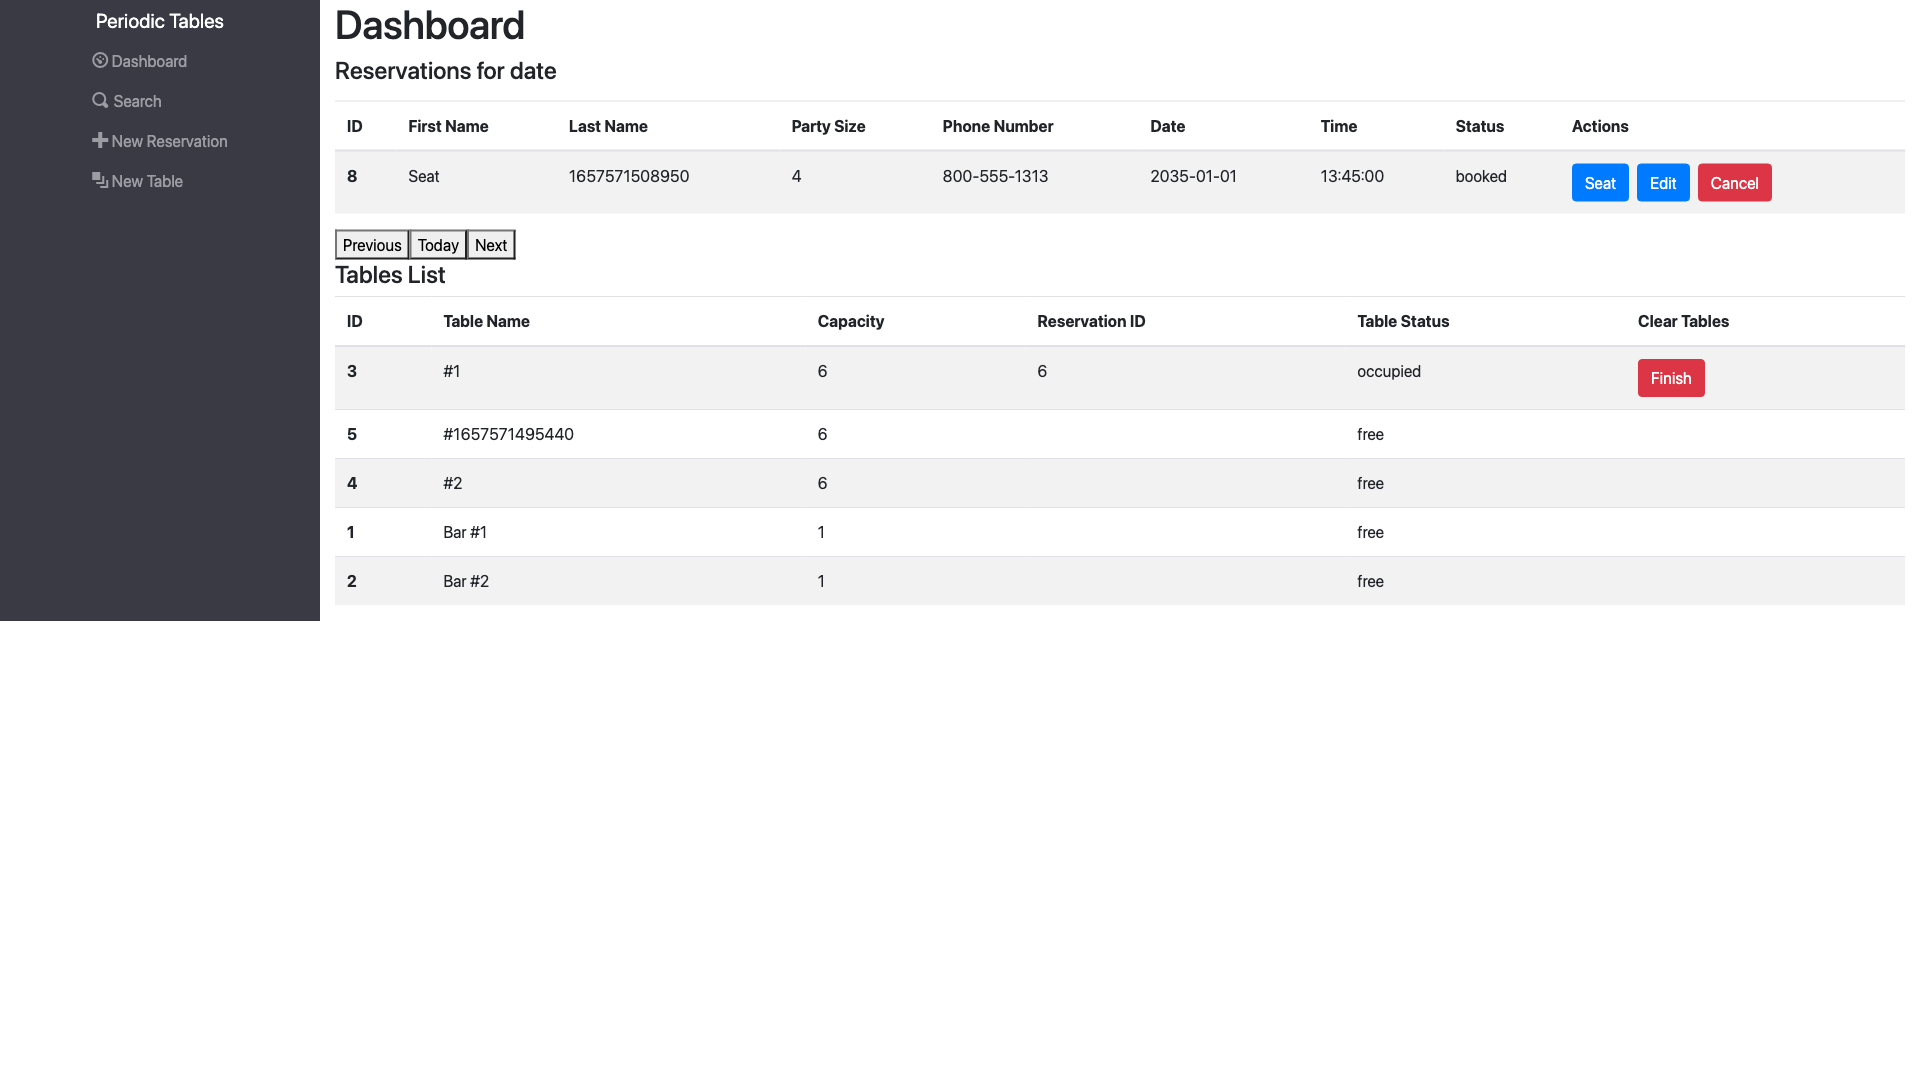 Periodic Tables
Dashboard
Search
New Reservation
New Table
Dashboard
Reservations for date
ID First Name Last Name Party Size Phone Number Date Time Status Actions
8 Seat 1657571508950 4 800-555-1313 2035-01-01 13:45:00 booked Seat Edit Cancel
Previous Today Next
Tables List
ID Table Name Capacity Reservation ID Table Status Clear Tables
3 #1 6 6 occupied Finish
5 #1657571495440 6 free
4 #2 6 free
1 Bar #1 1 free
2 Bar #2 1 free